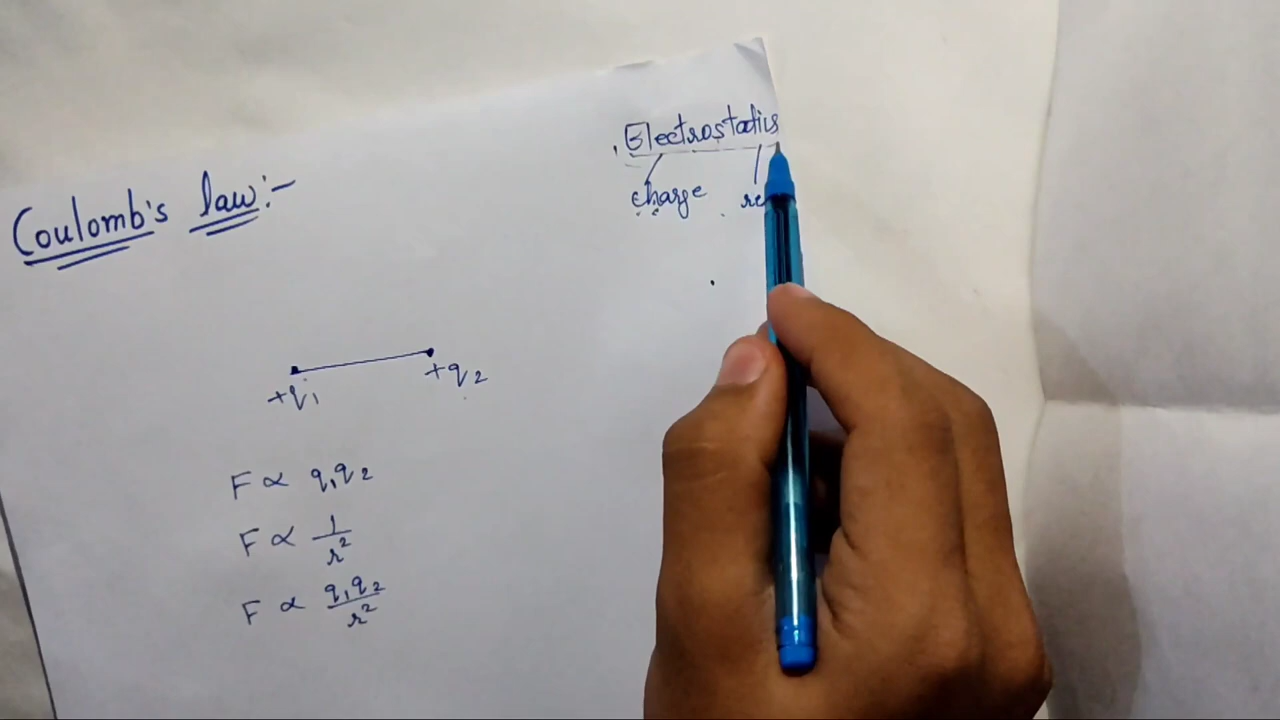 Electrostatics
charge
Coulomb's law:-
+q1 +q2
F ∝ q1q2
F ∝ 1/r²
F ∝ q1q2/r²